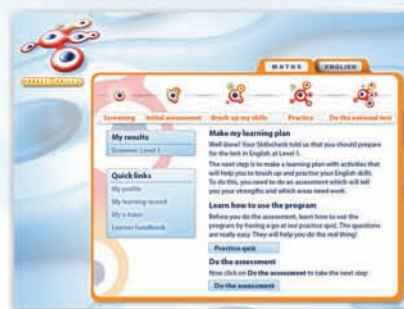 MATHS ENGLISH
Screening Initial assessment Brush up my skills Practice Do the national test
My results
Screener Level 1
Quick links
My profile
My learning record
My e-tutor
Learner handbook
Make my learning plan
Well done! Your Skillscheck told us that you should prepare
for the test in English at Level 1.
The next step is to make a learning plan with activities that
will help you to brush up and practise your English skills.
To do this, you need to do an assessment which will tell
you your strengths and which areas need work.
Learn how to use the program
Before you do the assessment, learn how to use the
program by having a go at our practice quiz. The questions
are really easy. They will help you do the real thing!
Practice quiz
Do the assessment
Now click on Do the assessment to take the next step
Do the assessment